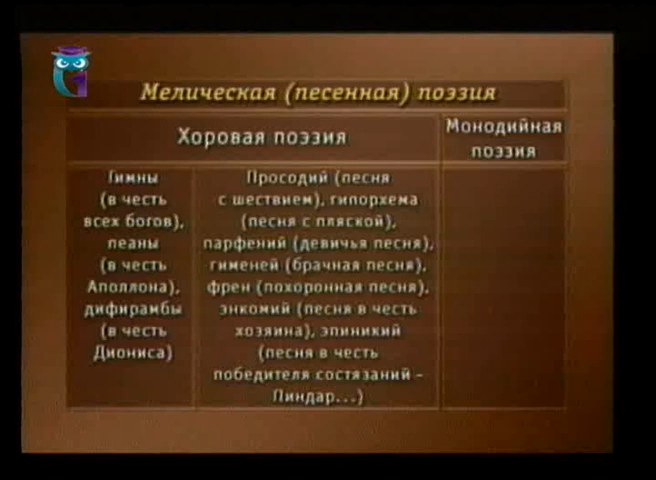 Мелическая (песенная) поэзия
Хоровая поэзия
Монодийная
поэзия
Гимны
(в честь
всех богов),
пеаны
(в честь
Аполлона),
дифирамбы
(в честь
Диониса)
Просодий (песня
с шествием), гипорхема
(песня с пляской),
парфений (девичья песня),
гименей (брачная песня),
френ (похоронная песня),
энкомий (песня в честь
хозяина), эпиникий
(песня в честь
победителя состязаний –
Пиндар...)